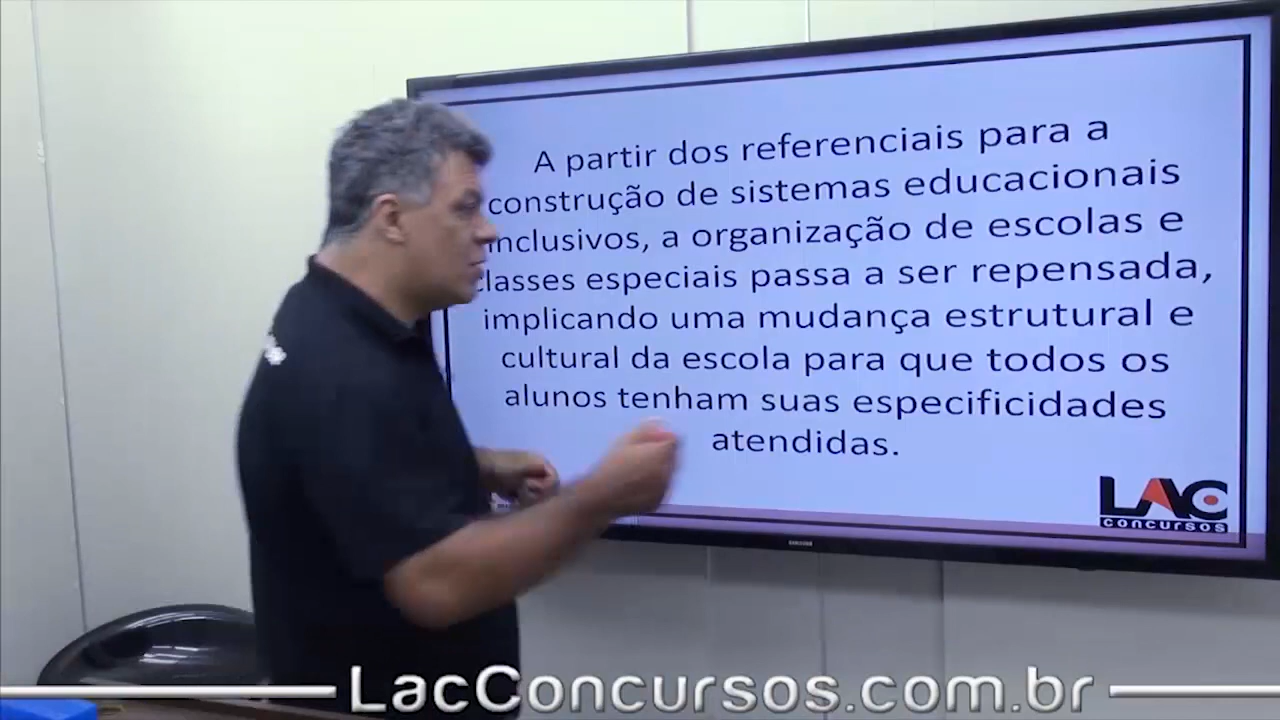 A partir dos referenciais para a
construção de sistemas educacionais
inclusivos, a organização de escolas e
classes especiais passa a ser repensada,
implicando uma mudança estrutural e
cultural da escola para que todos os
alunos tenham suas especificidades
atendidas.
LAC
concursos
SAMSUNG
LacConcursos.com.br